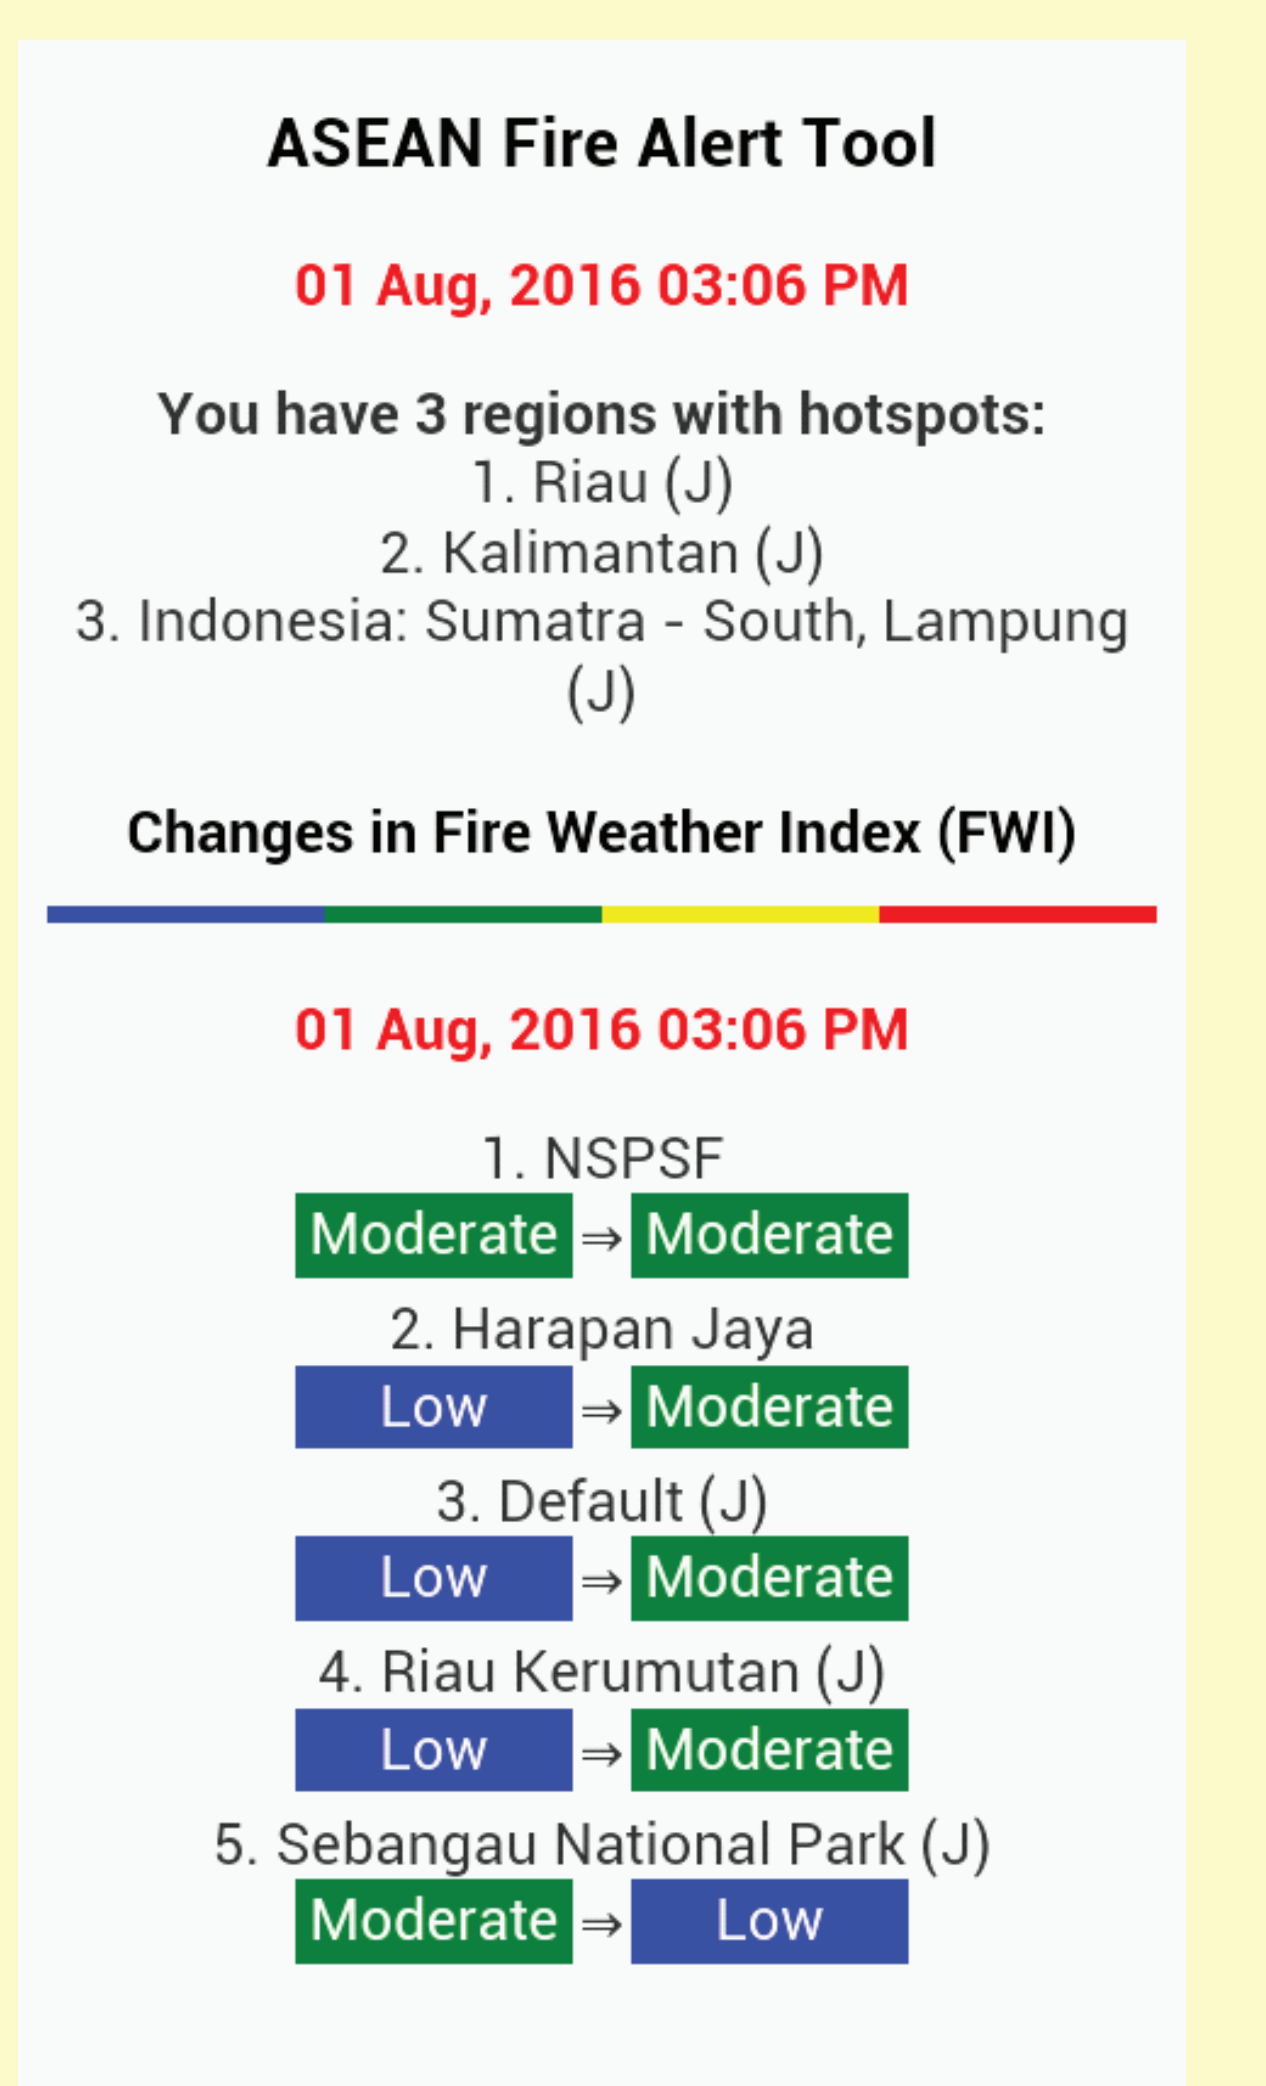 ASEAN Fire Alert Tool
01 Aug, 2016 03:06 PM
You have 3 regions with hotspots:
1. Riau (J)
2. Kalimantan (J)
3. Indonesia: Sumatra - South, Lampung
(J)
Changes in Fire Weather Index (FWI)
01 Aug, 2016 03:06 PM
1. NSPSF
Moderate ⇒ Moderate
2. Harapan Jaya
Low ⇒ Moderate
3. Default (J)
Low ⇒ Moderate
4. Riau Kerumutan (J)
Low ⇒ Moderate
5. Sebangau National Park (J)
Moderate ⇒ Low